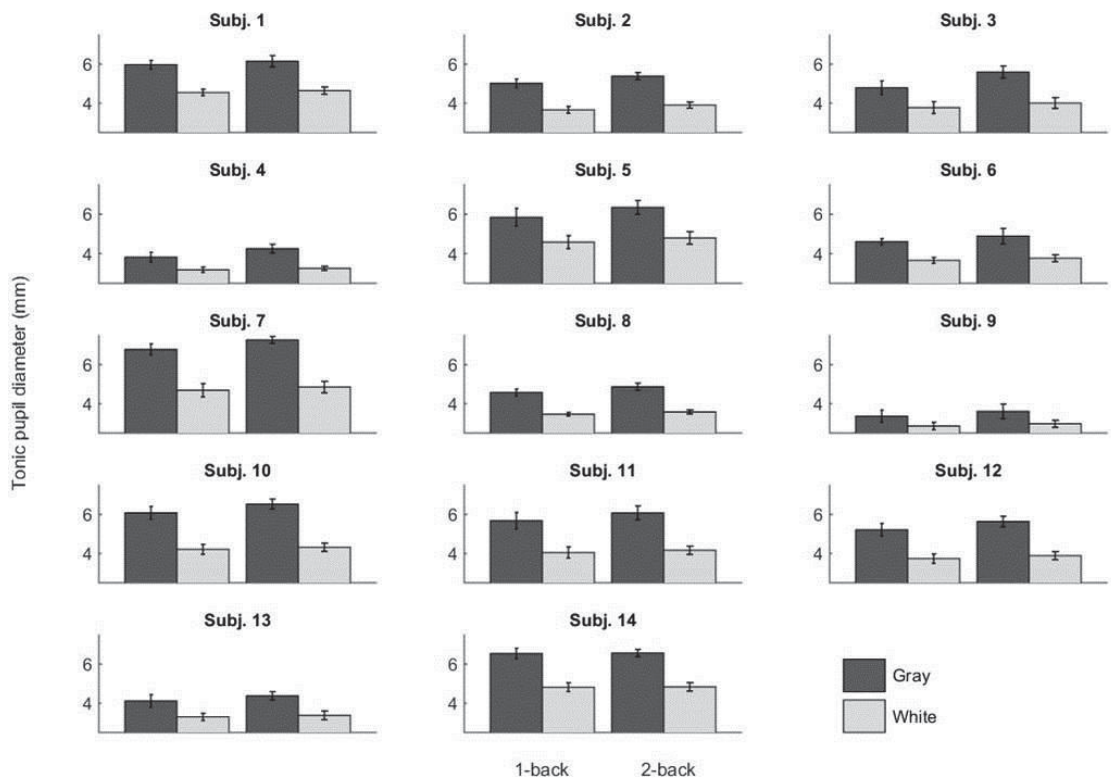 Subj. 1
Subj. 2
Subj. 3
6
4
6
4
6
4
Subj. 4
Subj. 5
Subj. 6
6
4
6
4
6
4
Tonic pupil diameter (mm)
Subj. 7
Subj. 8
Subj. 9
6
4
6
4
6
4
Subj. 10
Subj. 11
Subj. 12
6
4
6
4
6
4
Subj. 13
Subj. 14
6
4
6
4
Gray
White
1-back
2-back